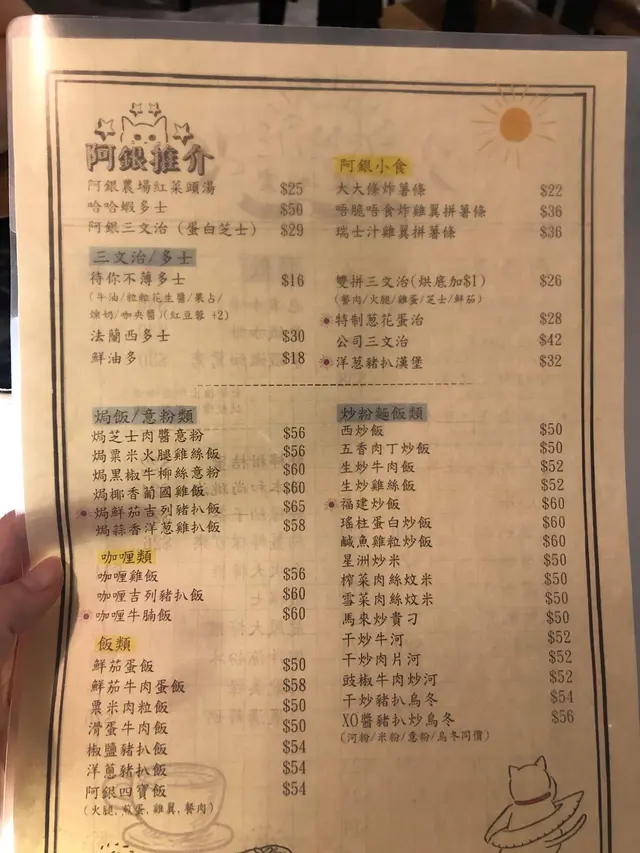 阿銀推介
阿銀農場紅菜頭湯 $25
哈哈蝦多士 $50
阿銀三文治(蛋白芝士) $29
三文治/多士
待你不薄多士 $16
(牛油/粒粒花生醬/果占/
煉奶/咖央醬)(紅豆蓉 +2)
法蘭西多士 $30
鮮油多 $18
阿銀小食
大大條炸薯條 $22
唔脆唔食炸雞翼拼薯條 $36
瑞士汁雞翼拼薯條 $36
雙拼三文治(烘底加$1) $26
(餐肉/火腿/雞蛋/芝士/鮮茄)
特制葱花蛋治 $28
公司三文治 $42
洋葱豬扒漢堡 $32
焗飯/意粉類
焗芝士肉醬意粉 $56
焗粟米火腿雞絲飯 $56
焗黑椒牛柳絲意粉 $60
焗椰香葡國雞飯 $60
焗鮮茄吉列豬扒飯 $65
焗蒜香洋葱雞扒飯 $58
咖喱類
咖喱雞飯 $56
咖喱吉列豬扒飯 $60
咖喱牛腩飯 $60
飯類
鮮茄蛋飯 $50
鮮茄牛肉蛋飯 $58
粟米肉粒飯 $50
滑蛋牛肉飯 $50
椒鹽豬扒飯 $54
洋葱豬扒飯 $54
阿銀四寶飯 $54
(火腿,煎蛋,雞翼,餐肉)
炒粉麵飯類
西炒飯 $50
五香肉丁炒飯 $50
生炒牛肉飯 $52
生炒雞絲飯 $52
福建炒飯 $60
瑤柱蛋白炒飯 $60
鹹魚雞粒炒飯 $60
星洲炒米 $50
榨菜肉絲炆米 $50
雪菜肉絲炆米 $50
馬來炒貴刁 $50
干炒牛河 $52
干炒肉片河 $52
豉椒牛肉炒河 $52
干炒豬扒烏冬 $54
XO醬豬扒炒烏冬 $56
(河粉/米粉/意粉/烏冬同價)